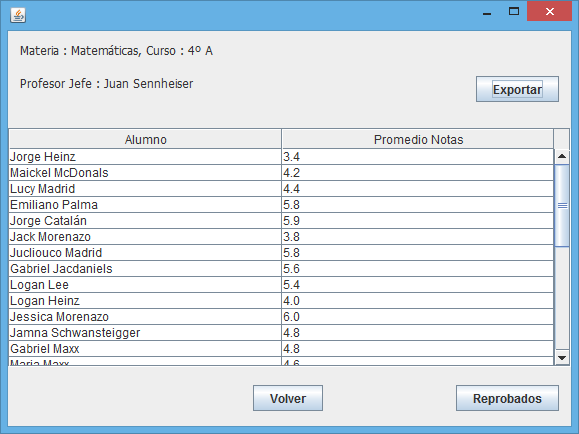 Materia : Matemáticas, Curso : 4º A
Profesor Jefe : Juan Sennheiser
Exportar
Alumno Promedio Notas
Jorge Heinz 3.4
Maickel McDonals 4.2
Lucy Madrid 4.4
Emiliano Palma 5.8
Jorge Catalán 5.9
Jack Morenazo 3.8
Jucliouco Madrid 5.8
Gabriel Jacdaniels 5.6
Logan Lee 5.4
Logan Heinz 4.0
Jessica Morenazo 6.0
Jamna Schwansteigger 4.8
Gabriel Maxx 4.8
Maria Maxx 4.6
Volver Reprobados